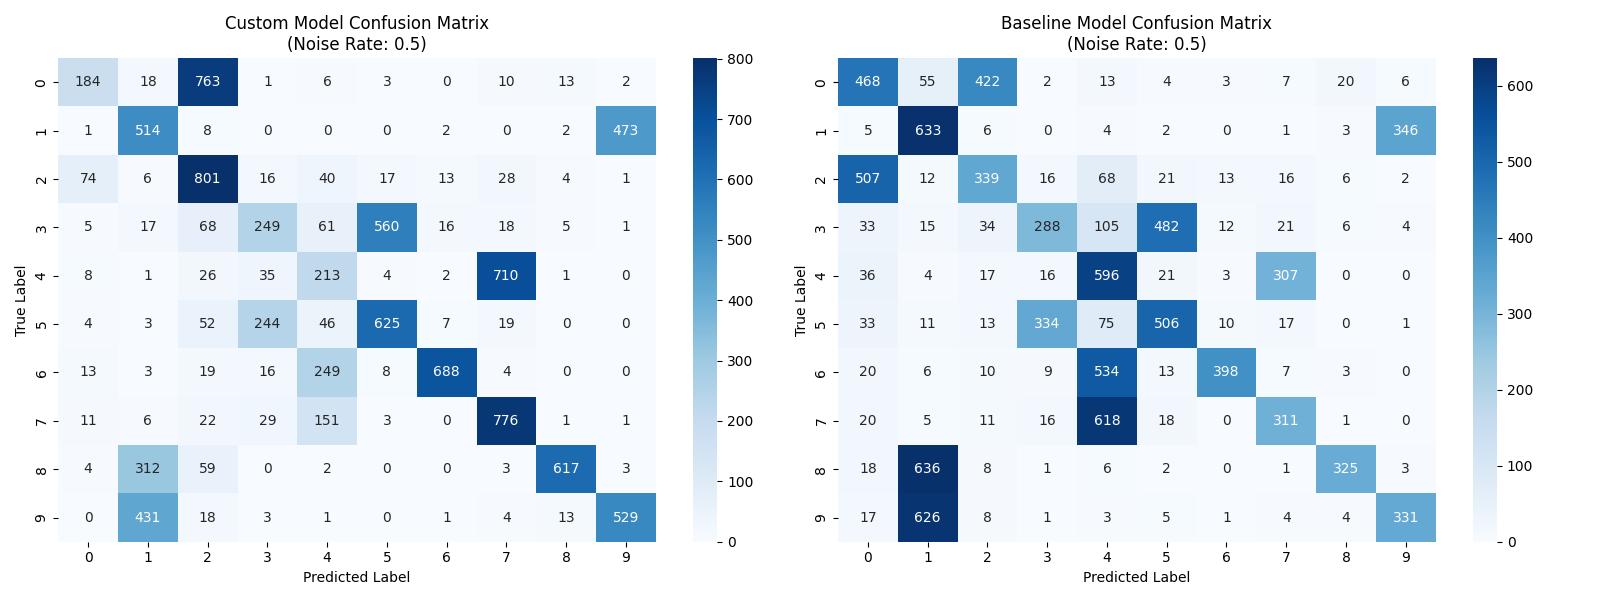 Custom Model Confusion Matrix
(Noise Rate: 0.5)
True Label
0 184 18 763 1 6 3 0 10 13 2
1 1 514 8 0 0 0 2 0 2 473
2 74 6 801 16 40 17 13 28 4 1
3 5 17 68 249 61 560 16 18 5 1
4 8 1 26 35 213 4 2 710 1 0
5 4 3 52 244 46 625 7 19 0 0
6 13 3 19 16 249 8 688 4 0 0
7 11 6 22 29 151 3 0 776 1 1
8 4 312 59 0 2 0 0 3 617 3
9 0 431 18 3 1 0 1 4 13 529
0 1 2 3 4 5 6 7 8 9
Predicted Label
800
700
600
500
400
300
200
100
0
Baseline Model Confusion Matrix
(Noise Rate: 0.5)
True Label
0 468 55 422 2 13 4 3 7 20 6
1 5 633 6 0 4 2 0 1 3 346
2 507 12 339 16 68 21 13 16 6 2
3 33 15 34 288 105 482 12 21 6 4
4 36 4 17 16 596 21 3 307 0 0
5 33 11 13 334 75 506 10 17 0 1
6 20 6 10 9 534 13 398 7 3 0
7 20 5 11 16 618 18 0 311 1 0
8 18 636 8 1 6 2 0 1 325 3
9 17 626 8 1 3 5 1 4 4 331
0 1 2 3 4 5 6 7 8 9
Predicted Label
600
500
400
300
200
100
0